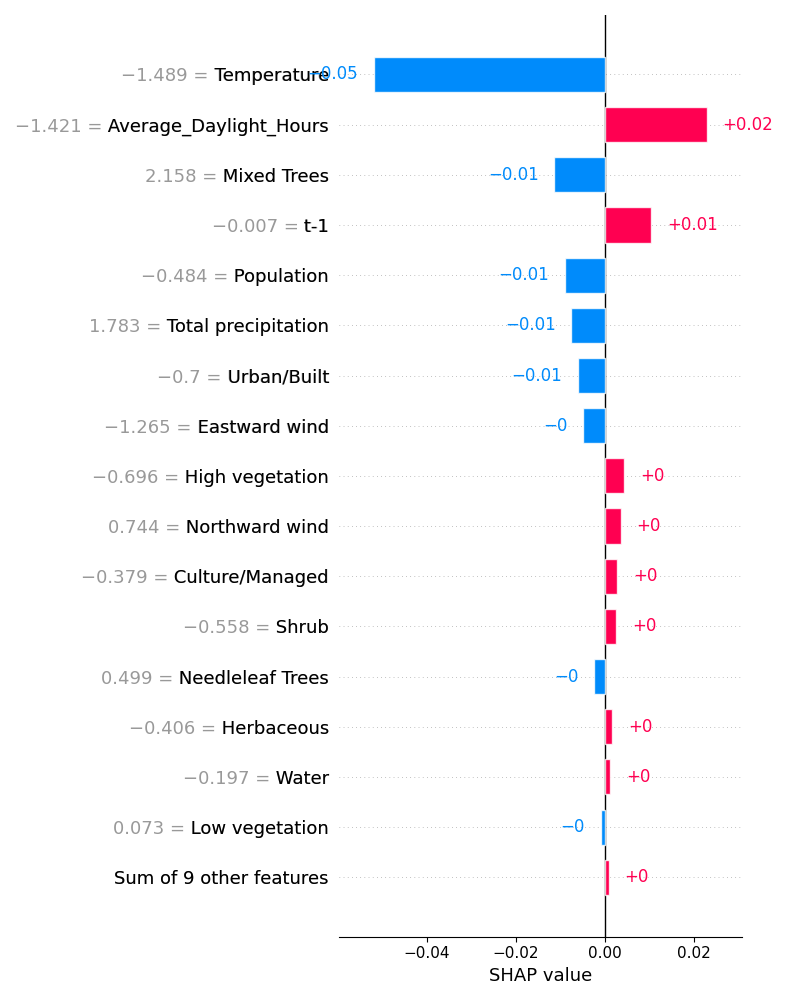 −1.489 = Temperature −0.05
−1.421 = Average_Daylight_Hours +0.02
2.158 = Mixed Trees −0.01
−0.007 = t-1 +0.01
−0.484 = Population −0.01
1.783 = Total precipitation −0.01
−0.7 = Urban/Built −0.01
−1.265 = Eastward wind −0
−0.696 = High vegetation +0
0.744 = Northward wind +0
−0.379 = Culture/Managed +0
−0.558 = Shrub +0
0.499 = Needleleaf Trees −0
−0.406 = Herbaceous +0
−0.197 = Water +0
0.073 = Low vegetation −0
Sum of 9 other features +0
−0.04 −0.02 0.00 0.02
SHAP value